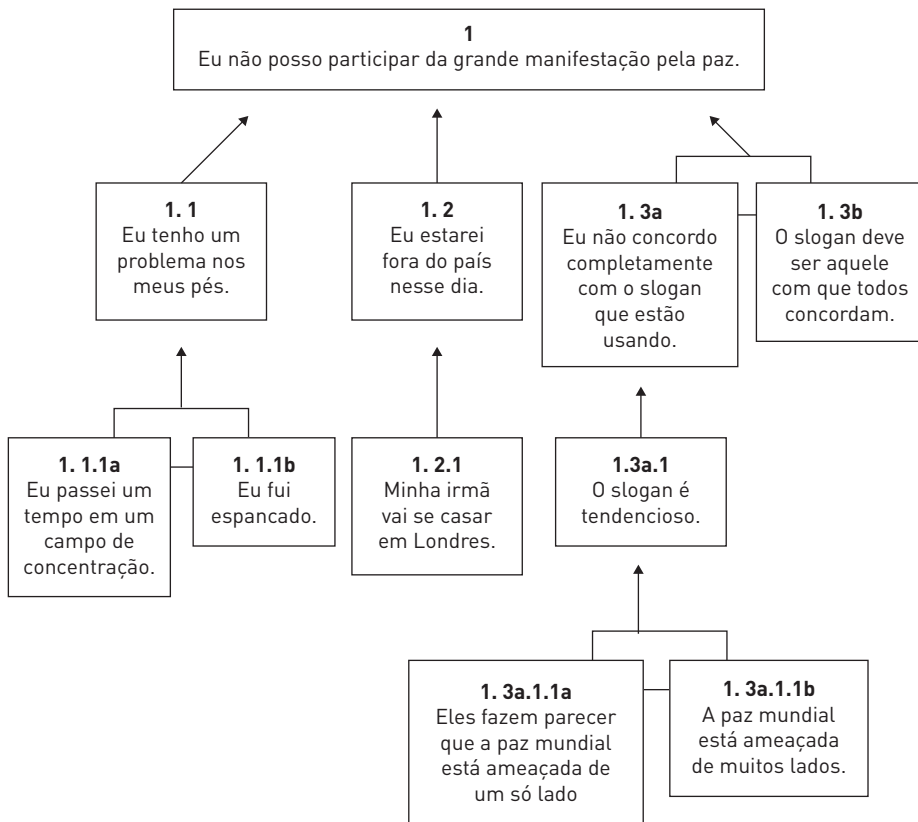 1
Eu não posso participar da grande manifestação pela paz.
1. 1
Eu tenho um
problema nos
meus pés.
1. 2
Eu estarei
fora do país
nesse dia.
1. 3a
Eu não concordo
completamente
com o slogan
que estão
usando.
1. 3b
O slogan deve
ser aquele
com que todos
concordam.
1. 1.1a
Eu passei um
tempo em um
campo de
concentração.
1. 1.1b
Eu fui
espancado.
1. 2.1
Minha irmã
vai se casar
em Londres.
1.3a.1
O slogan é
tendencioso.
1. 3a.1.1a
Eles fazem parecer
que a paz mundial
está ameaçada de
um só lado
1. 3a.1.1b
A paz mundial
está ameaçada
de muitos lados.